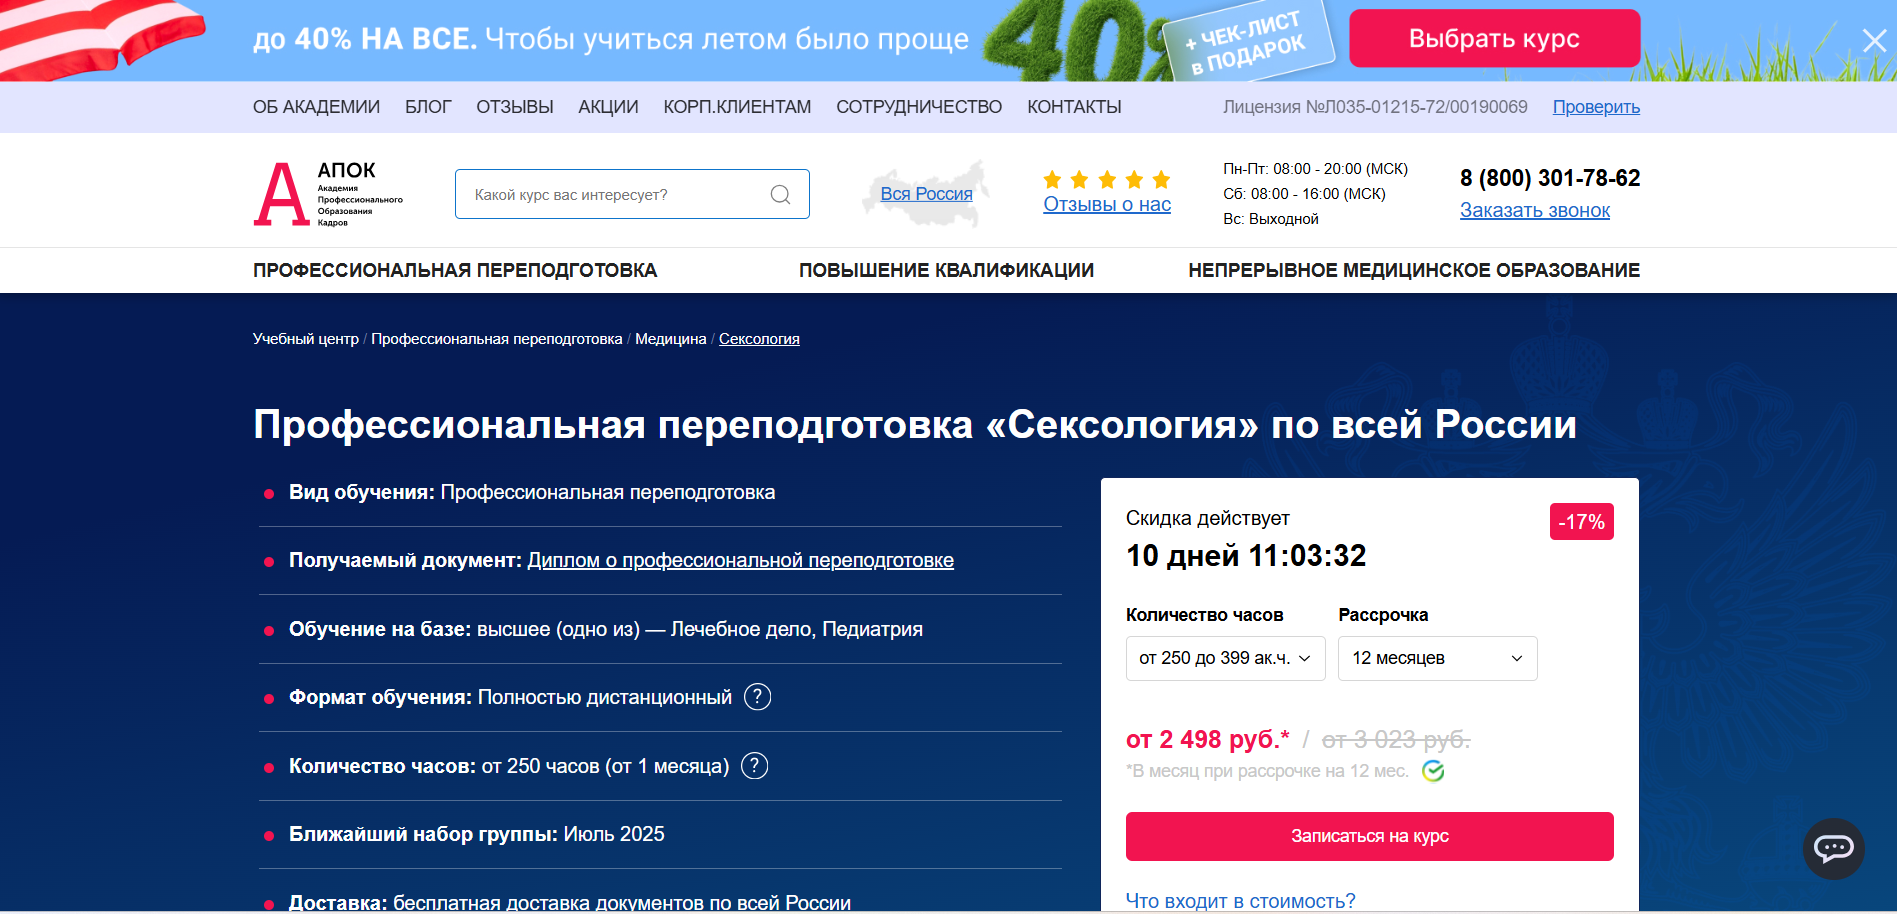 до 40% НА ВСЕ. Чтобы учиться летом было проще
40%
+ ЧЕК-ЛИСТ
в ПОДАРОК
Выбрать курс
ОБ АКАДЕМИИ БЛОГ ОТЗЫВЫ АКЦИИ КОРП.КЛИЕНТАМ СОТРУДНИЧЕСТВО КОНТАКТЫ Лицензия №Л035-01215-72/00190069 Проверить
А
АПОК
Академия
Профессионального
Образования
Кадров
Какой курс вас интересует?
Вся Россия
Отзывы о нас
Пн-Пт: 08:00 - 20:00 (МСК)
Сб: 08:00 - 16:00 (МСК)
Вс: Выходной
8 (800) 301-78-62
Заказать звонок
ПРОФЕССИОНАЛЬНАЯ ПЕРЕПОДГОТОВКА ПОВЫШЕНИЕ КВАЛИФИКАЦИИ НЕПРЕРЫВНОЕ МЕДИЦИНСКОЕ ОБРАЗОВАНИЕ
Учебный центр / Профессиональная переподготовка / Медицина / Сексология
Профессиональная переподготовка «Сексология» по всей России
Вид обучения: Профессиональная переподготовка
Получаемый документ: Диплом о профессиональной переподготовке
Обучение на базе: высшее (одно из) — Лечебное дело, Педиатрия
Формат обучения: Полностью дистанционный ?
Количество часов: от 250 часов (от 1 месяца) ?
Ближайший набор группы: Июль 2025
Доставка: бесплатная доставка документов по всей России
Скидка действует
-17%
10 дней 11:03:32
Количество часов Рассрочка
от 250 до 399 ак.ч. 12 месяцев
от 2 498 руб.* / от 3 023 руб.
*В месяц при рассрочке на 12 мес.
Записаться на курс
Что входит в стоимость?